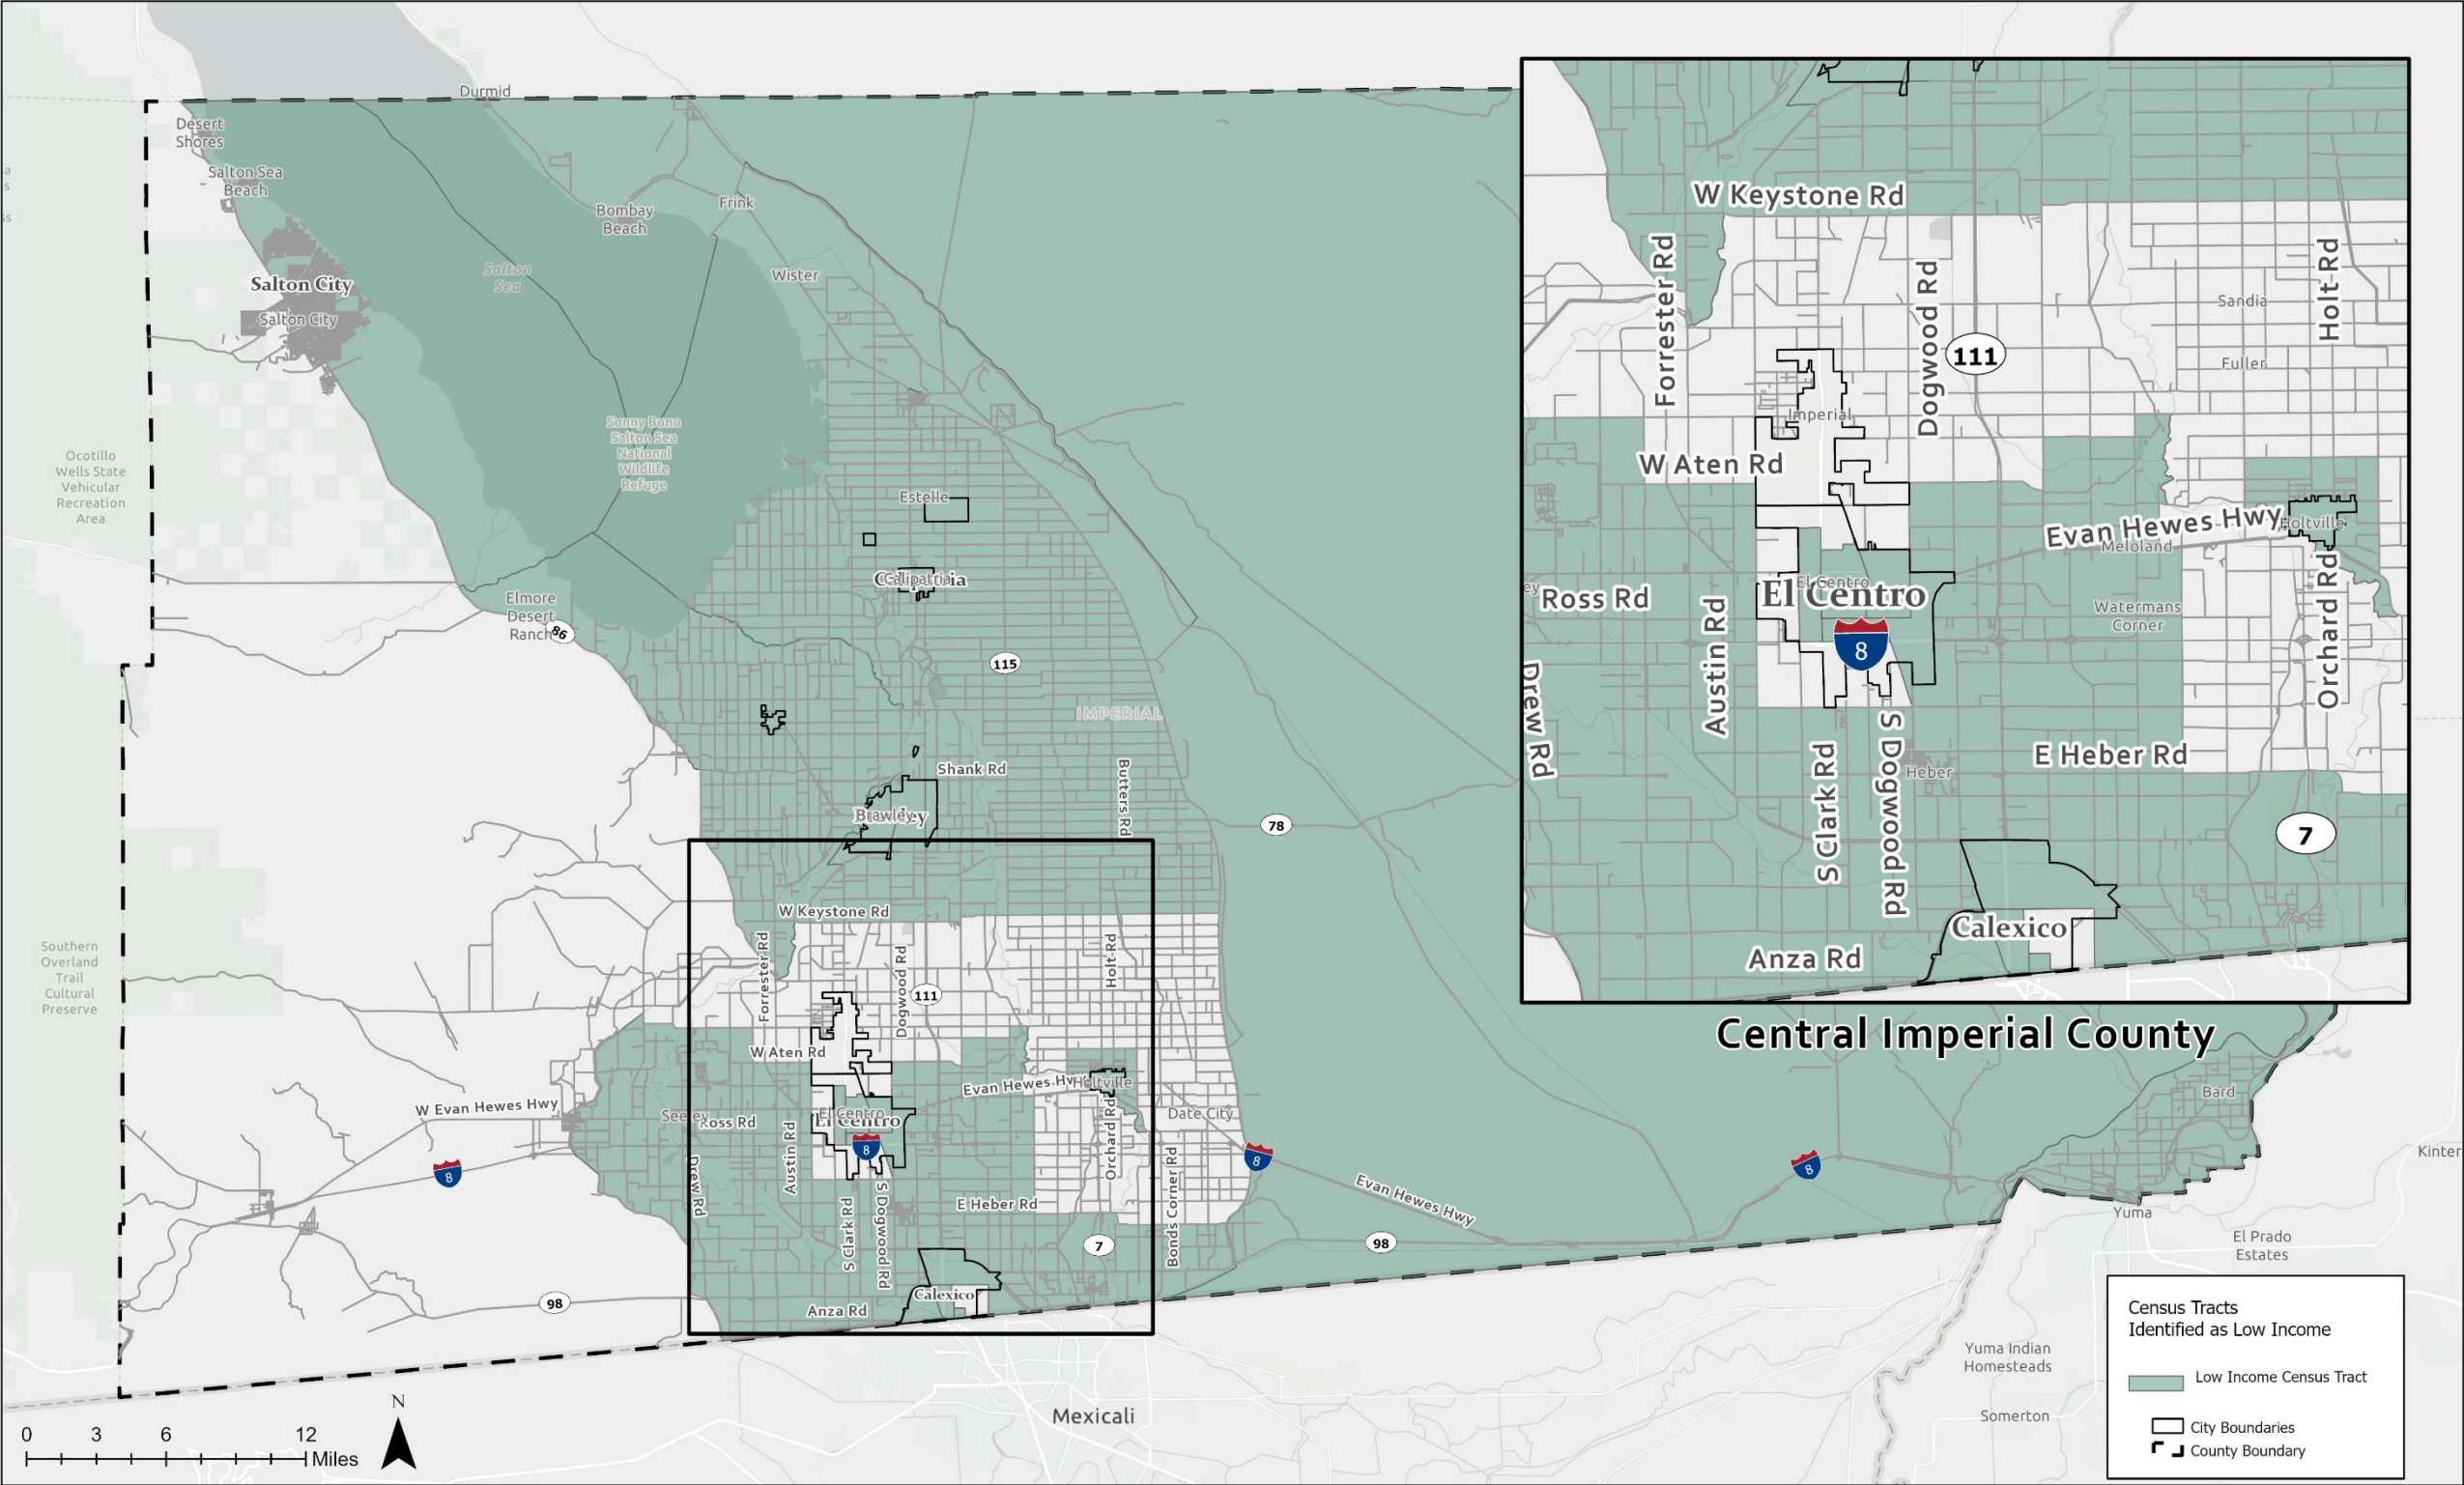 Durmid
Desert
Shores
Salton Sea
Beach
Bombay
Beach
Frink
Salton
Sea
Wister
Salton City
Salton City
Sonny Bono
Salton Sea
National
Wildlife
Refuge
Ocotillo
Wells State
Vehicular
Recreation
Area
Estelle
Calipatria
Calipatria
Elmore
Desert
Ranch
86
115
IMPERIAL
Shank Rd
Butters Rd
Brawley
Brawley
78
W Keystone Rd
Forrester Rd
Dogwood Rd
Holt Rd
111
Southern
Overland
Trail
Cultural
Preserve
W Aten Rd
Evan Hewes Hwy
Holtville
W Evan Hewes Hwy
Seeley
Ross Rd
El Centro
El Centro
Date City
8
8
8
8
Austin Rd
Orchard Rd
Drew Rd
Bonds Corner Rd
Evan Hewes Hwy
S Clark Rd
S Dogwood Rd
E Heber Rd
7
98
Calexico
98
Anza Rd
Mexicali
W Keystone Rd
Forrester Rd
Dogwood Rd
Holt Rd
Sandia
111
Fuller
Imperial
W Aten Rd
Evan Hewes Hwy
Holtville
Meloland
El Centro
El Centro
ey
Ross Rd
Watermans
Corner
Austin Rd
Orchard Rd
8
Drew Rd
S Clark Rd
S Dogwood Rd
Heber
E Heber Rd
7
Calexico
Anza Rd
Central Imperial County
Bard
Kinter
Yuma
El Prado
Estates
Yuma Indian
Homesteads
Somerton
Census Tracts
Identified as Low Income
Low Income Census Tract
City Boundaries
County Boundary
N
0 3 6 12
Miles